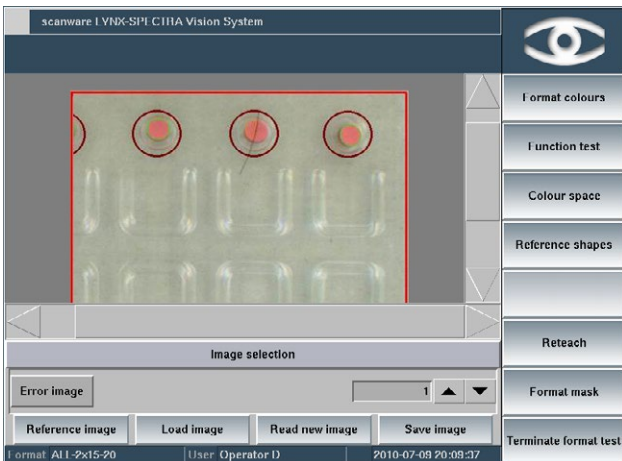 scanware LYNX-SPECTRA Vision System
Format colours
Function test
Colour space
Reference shapes
Reteach
Format mask
Terminate format test
Image selection
Error image
1
Reference image
Load image
Read new image
Save image
Format ALL-2x15-20
User Operator D
2010-07-09 20:09:37